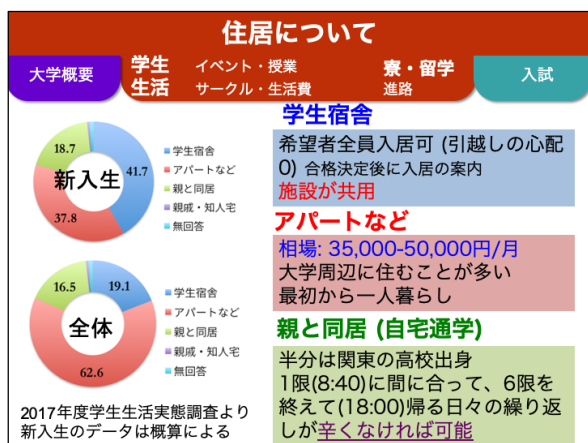 住居について
大学概要
学生
生活
イベント・授業
サークル・生活費
寮・留学
進路
入試
18.7
41.7
37.8
新入生
学生宿舎
アパートなど
親と同居
親戚・知人宅
無回答
16.5
19.1
62.6
全体
学生宿舎
アパートなど
親と同居
親戚・知人宅
無回答
2017年度学生生活実態調査より
新入生のデータは概算による
学生宿舎
希望者全員入居可 (引越しの心配
0) 合格決定後に入居の案内
施設が共用
アパートなど
相場: 35,000-50,000円/月
大学周辺に住むことが多い
最初から一人暮らし
親と同居 (自宅通学)
半分は関東の高校出身
1限(8:40)に間に合って、6限を
終えて(18:00)帰る日々の繰り返
しが辛くなければ可能